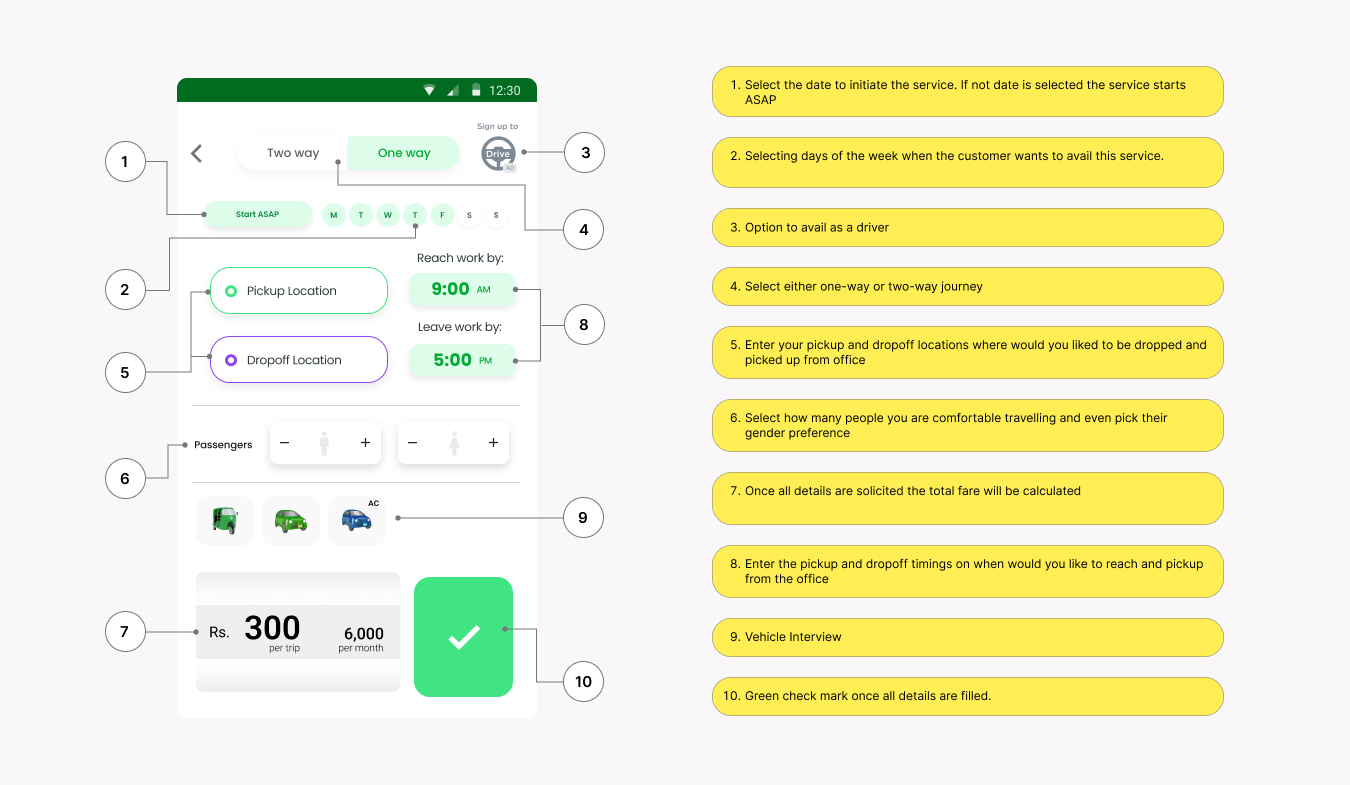 12:30
Sign up to
Two way
One way
Drive
AD
1
3
Start ASAP
M T W T F S S
4
2
Reach work by:
Pickup Location
9:00 AM
Leave work by:
8
Dropoff Location
5:00 PM
5
Passengers
− +
− +
6
AC
9
Rs. 300
per trip
6,000
per month
7
10
1. Select the date to initiate the service. If not date is selected the service starts
ASAP
2. Selecting days of the week when the customer wants to avail this service.
3. Option to avail as a driver
4. Select either one-way or two-way journey
5. Enter your pickup and dropoff locations where would you liked to be dropped and
picked up from office
6. Select how many people you are comfortable travelling and even pick their
gender preference
7. Once all details are solicited the total fare will be calculated
8. Enter the pickup and dropoff timings on when would you like to reach and pickup
from the office
9. Vehicle Interview
10. Green check mark once all details are filled.